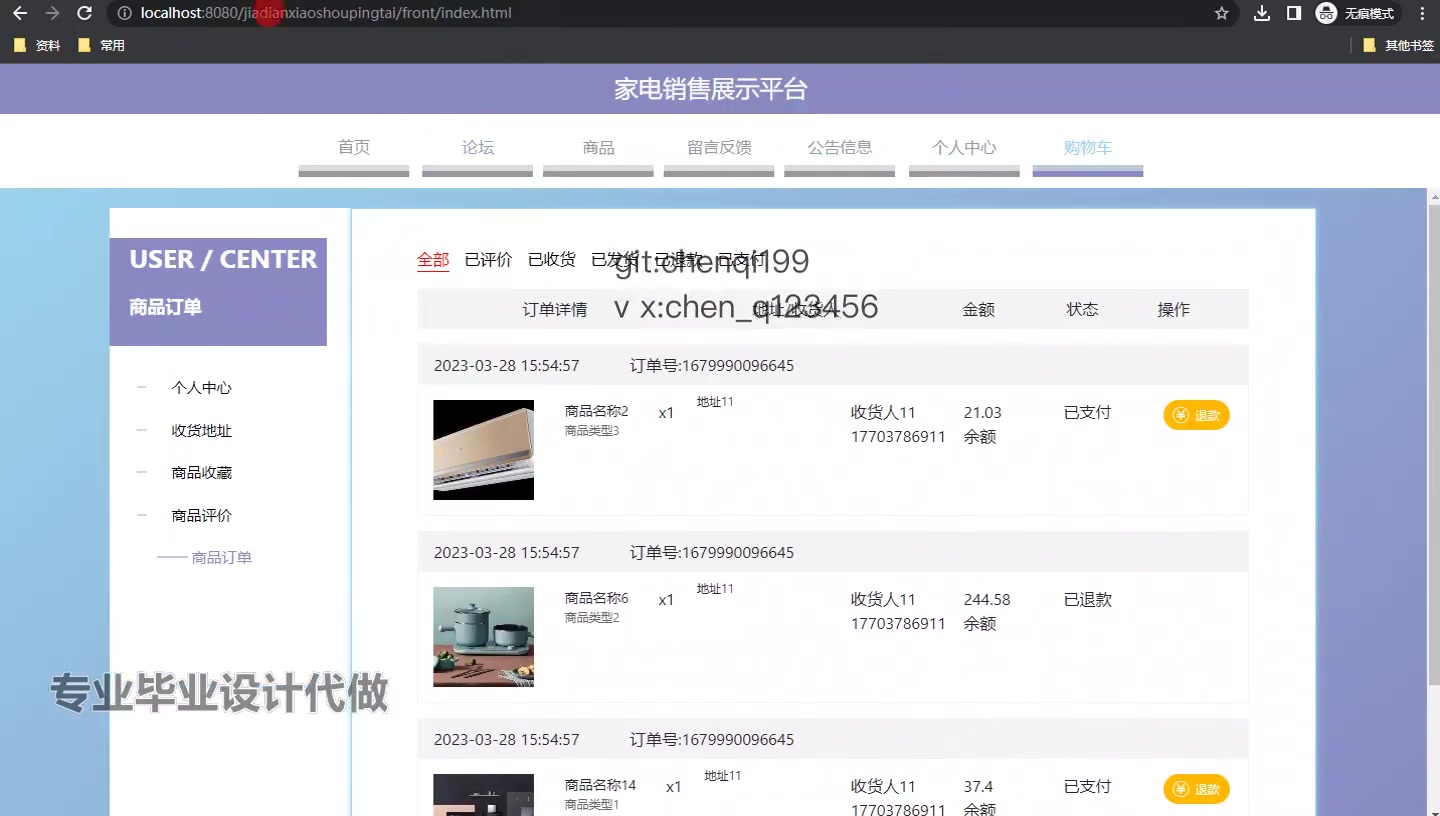 localhost:8080/jiadianxiaoshoupingtai/front/index.html
无痕模式
资料 常用 其他书签
家电销售展示平台
首页 论坛 商品 留言反馈 公告信息 个人中心 购物车
USER / CENTER
商品订单
个人中心
收货地址
商品收藏
商品评价
商品订单
全部 已评价 已收货 已发货 已退款 已支付
git:chenqi199
v x:chen_q123456
订单详情 地址/收货人 金额 状态 操作
2023-03-28 15:54:57 订单号:1679990096645
商品名称2 x1 地址11 收货人11 21.03 已支付 退款
商品类型3 17703786911 余额
2023-03-28 15:54:57 订单号:1679990096645
商品名称6 x1 地址11 收货人11 244.58 已退款
商品类型2 17703786911 余额
专业毕业设计代做
2023-03-28 15:54:57 订单号:1679990096645
商品名称14 x1 地址11 收货人11 37.4 已支付 退款
商品类型1 17703786911 余额